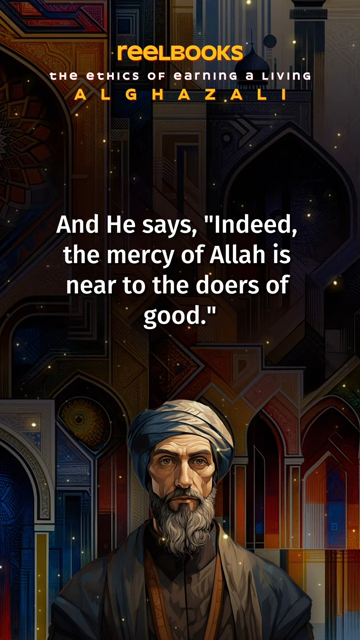 reelBOOKS
the ethics of earning a living
ALGHAZALI
And He says, "Indeed,
the mercy of Allah is
near to the doers of
good."